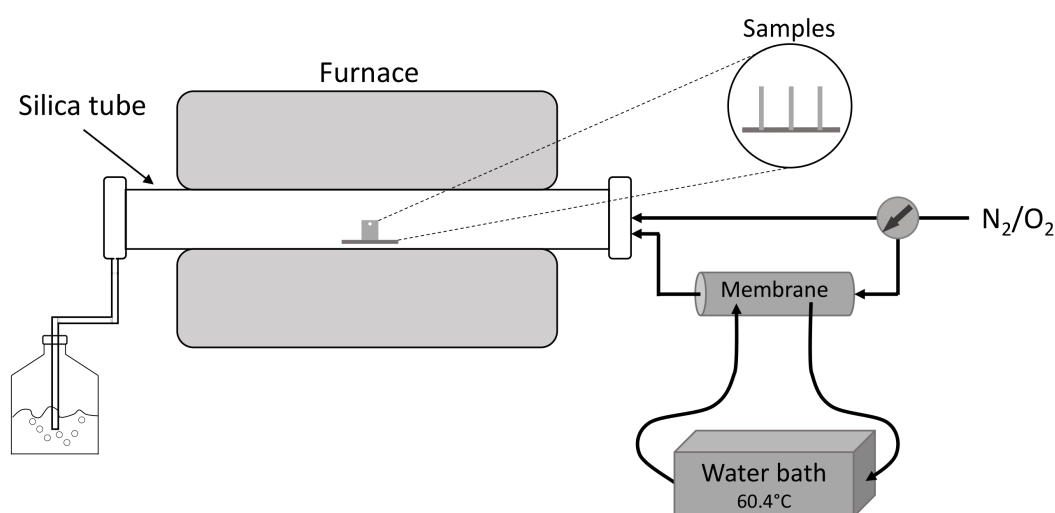 Samples
Furnace
Silica tube
N₂/O₂
Membrane
Water bath
60.4°C